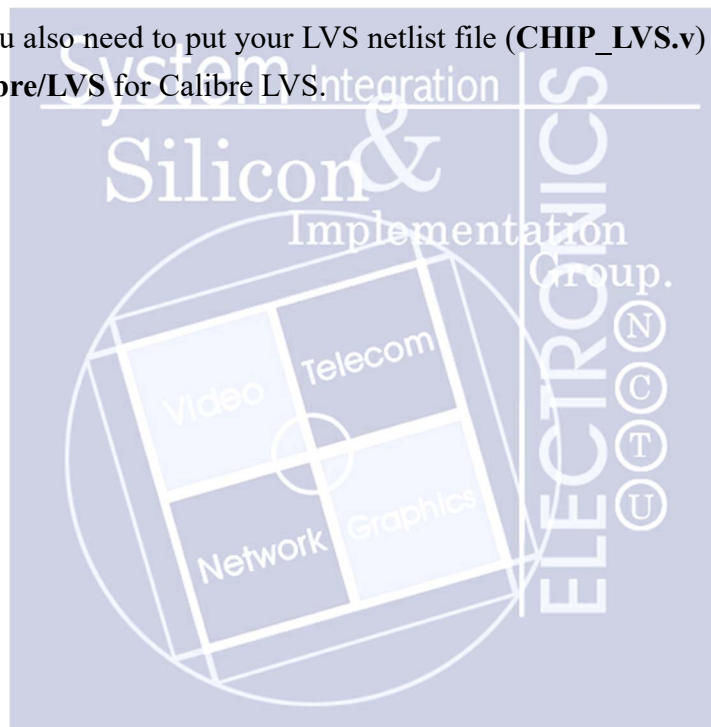 u also need to put your LVS netlist file (CHIP_LVS.v)
bre/LVS for Calibre LVS.
System Integration
&
Silicon
Implementation
Group.
ELECTRONICS
N
C
T
U
Video
Telecom
Network
Graphics